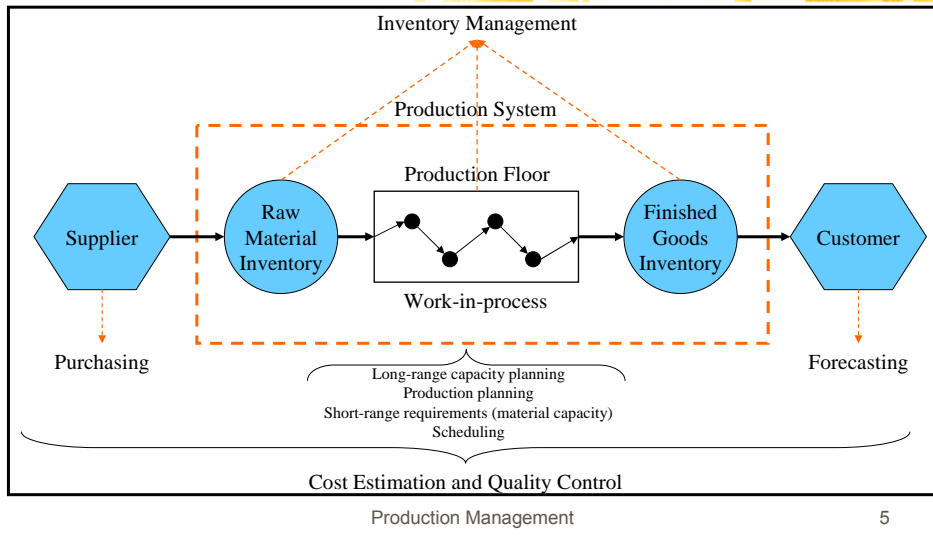 Inventory Management
Production System
Production Floor
Supplier
Raw
Material
Inventory
Finished
Goods
Inventory
Customer
Work-in-process
Purchasing
Forecasting
Long-range capacity planning
Production planning
Short-range requirements (material capacity)
Scheduling
Cost Estimation and Quality Control
Production Management
5